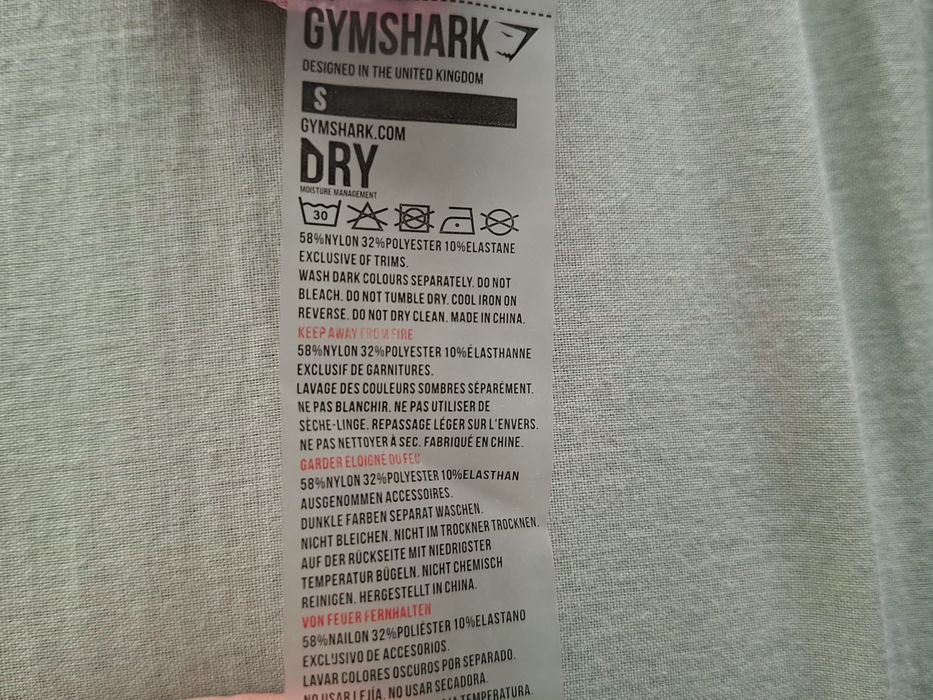 GYMSHARK
DESIGNED IN THE UNITED KINGDOM
S
GYMSHARK.COM
DRY
MOISTURE MANAGEMENT
30
58%NYLON 32%POLYESTER 10%ELASTANE
EXCLUSIVE OF TRIMS.
WASH DARK COLOURS SEPARATELY. DO NOT
BLEACH. DO NOT TUMBLE DRY. COOL IRON ON
REVERSE. DO NOT DRY CLEAN. MADE IN CHINA.
KEEP AWAY FROM FIRE
58%NYLON 32%POLYESTER 10%ÉLASTHANNE
EXCLUSIF DE GARNITURES.
LAVAGE DES COULEURS SOMBRES SÉPARÉMENT.
NE PAS BLANCHIR. NE PAS UTILISER DE
SÈCHE-LINGE. REPASSAGE LÉGER SUR L'ENVERS.
NE PAS NETTOYER À SEC. FABRIQUÉ EN CHINE.
GARDER ELOIGNE DU FEU
58%NYLON 32%POLYESTER 10%ELASTHAN
AUSGENOMMEN ACCESSOIRES.
DUNKLE FARBEN SEPARAT WASCHEN.
NICHT BLEICHEN. NICHT IM TROCKNER TROCKNEN.
AUF DER RÜCKSEITE MIT NIEDRIGSTER
TEMPERATUR BÜGELN. NICHT CHEMISCH
REINIGEN. HERGESTELLT IN CHINA.
VON FEUER FERNHALTEN
58%NAILON 32%POLIÉSTER 10%ELASTANO
EXCLUSIVO DE ACCESORIOS.
LAVAR COLORES OSCUROS POR SEPARADO.
NO USAR LEJÍA. NO USAR SECADORA.
TEMPERATURA.